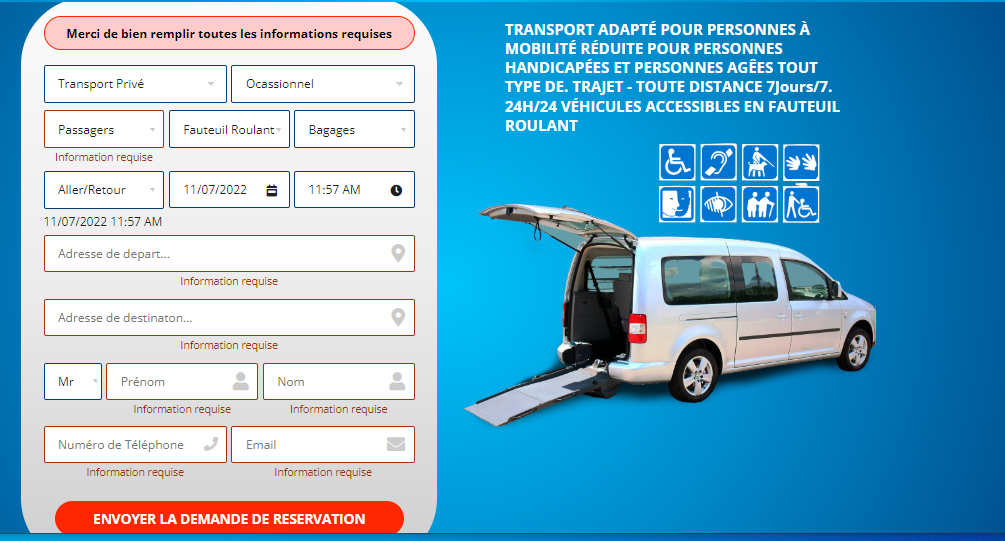 Merci de bien remplir toutes les informations requises
Transport Privé
Ocassionnel
Passagers
Fauteuil Roulant
Bagages
Information requise
Aller/Retour
11/07/2022
11:57 AM
11/07/2022 11:57 AM
Adresse de depart...
Information requise
Adresse de destinaton...
Information requise
Mr
Prénom
Nom
Information requise
Information requise
Numéro de Téléphone
Email
Information requise
Information requise
ENVOYER LA DEMANDE DE RESERVATION
TRANSPORT ADAPTÉ POUR PERSONNES À
MOBILITÉ RÉDUITE POUR PERSONNES
HANDICAPÉES ET PERSONNES AGÊES TOUT
TYPE DE. TRAJET - TOUTE DISTANCE 7Jours/7.
24H/24 VÉHICULES ACCESSIBLES EN FAUTEUIL
ROULANT